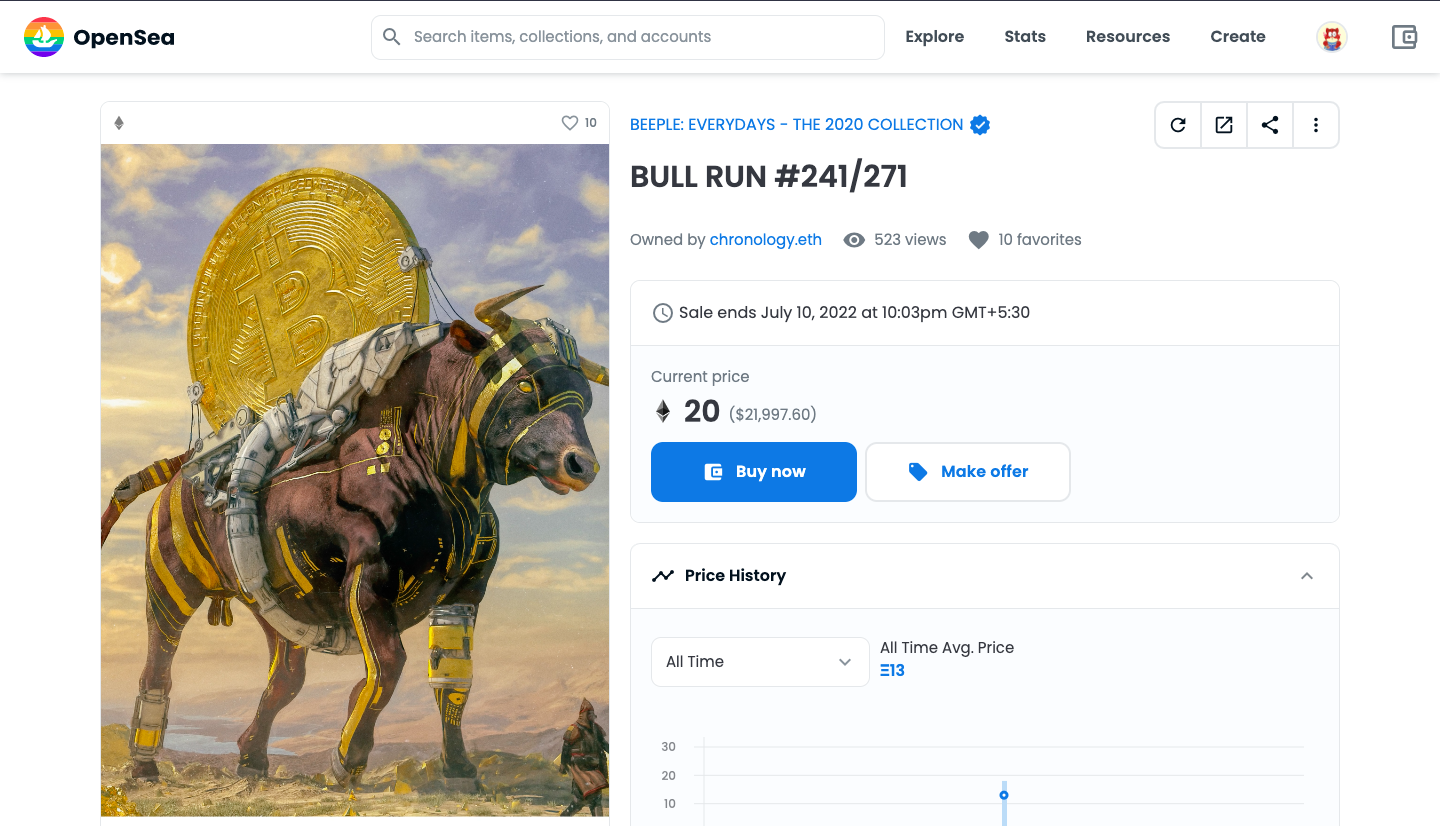 OpenSea
Search items, collections, and accounts
Explore
Stats
Resources
Create
10
BEEPLE: EVERYDAYS - THE 2020 COLLECTION
BULL RUN #241/271
Owned by chronology.eth
523 views
10 favorites
Sale ends July 10, 2022 at 10:03pm GMT+5:30
Current price
20 ($21,997.60)
Buy now
Make offer
Price History
All Time
All Time Avg. Price
Ξ13
30
20
10